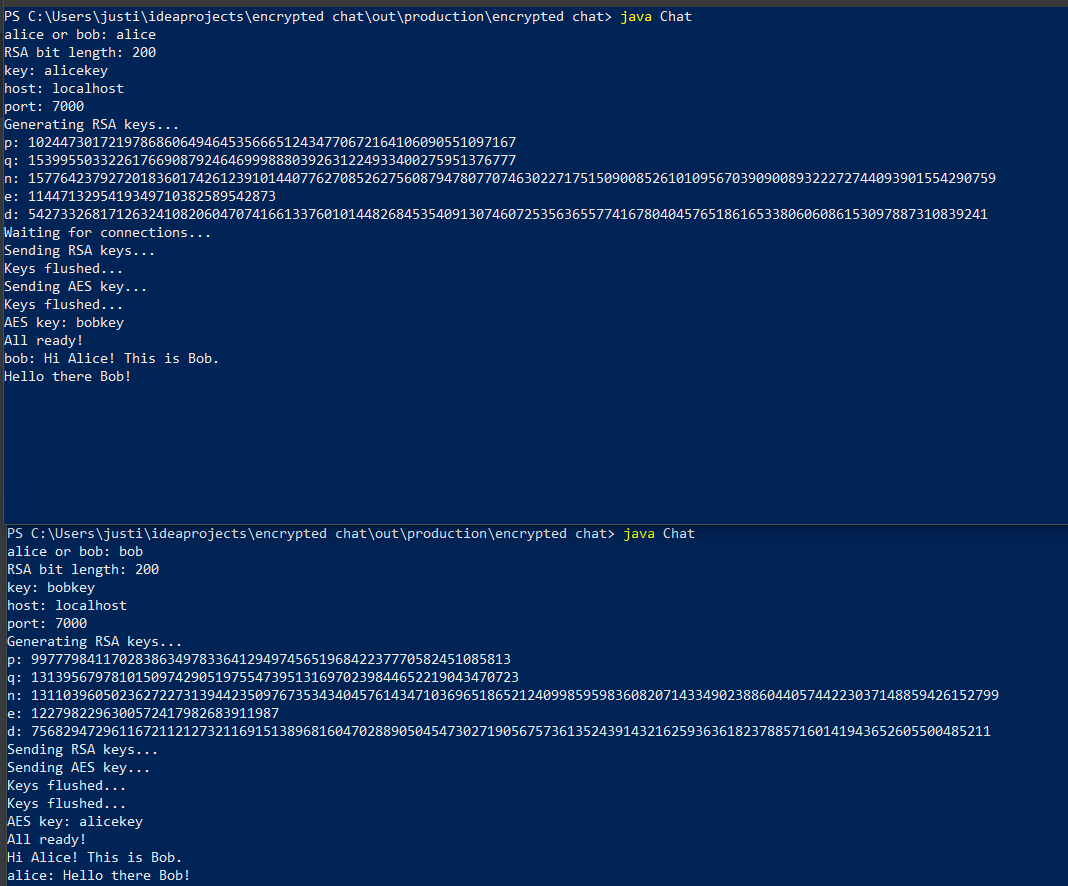 PS C:\Users\justi\ideaprojects\encrypted chat\out\production\encrypted chat> java Chat
alice or bob: alice
RSA bit length: 200
key: alicekey
host: localhost
port: 7000
Generating RSA keys...
p: 1024473017219786860649464535666512434770672164106090551097167
q: 1539955033226176690879246469998880392631224933400275951376777
n: 1577642379272018360174261239101440776270852627560879478077074630227175150900852610109567039090089322272744093901554290759
e: 1144713295419349710382589542873
d: 542733268171263241082060470741661337601014482684535409130746072535636557741678040457651861653380606086153097887310839241
Waiting for connections...
Sending RSA keys...
Keys flushed...
Sending AES key...
Keys flushed...
AES key: bobkey
All ready!
bob: Hi Alice! This is Bob.
Hello there Bob!
PS C:\Users\justi\ideaprojects\encrypted chat\out\production\encrypted chat> java Chat
alice or bob: bob
RSA bit length: 200
key: bobkey
host: localhost
port: 7000
Generating RSA keys...
p: 997779841170283863497833641294974565196842237770582451085813
q: 1313956797810150974290519755473951316970239844652219043470723
n: 1311039605023627227313944235097673534340457614347103696518652124099859598360820714334902388604405744223037148859426152799
e: 1227982296300572417982683911987
d: 756829472961167211212732116915138968160470288905045473027190567573613524391432162593636182378857160141943652605500485211
Sending RSA keys...
Sending AES key...
Keys flushed...
Keys flushed...
AES key: alicekey
All ready!
Hi Alice! This is Bob.
alice: Hello there Bob!